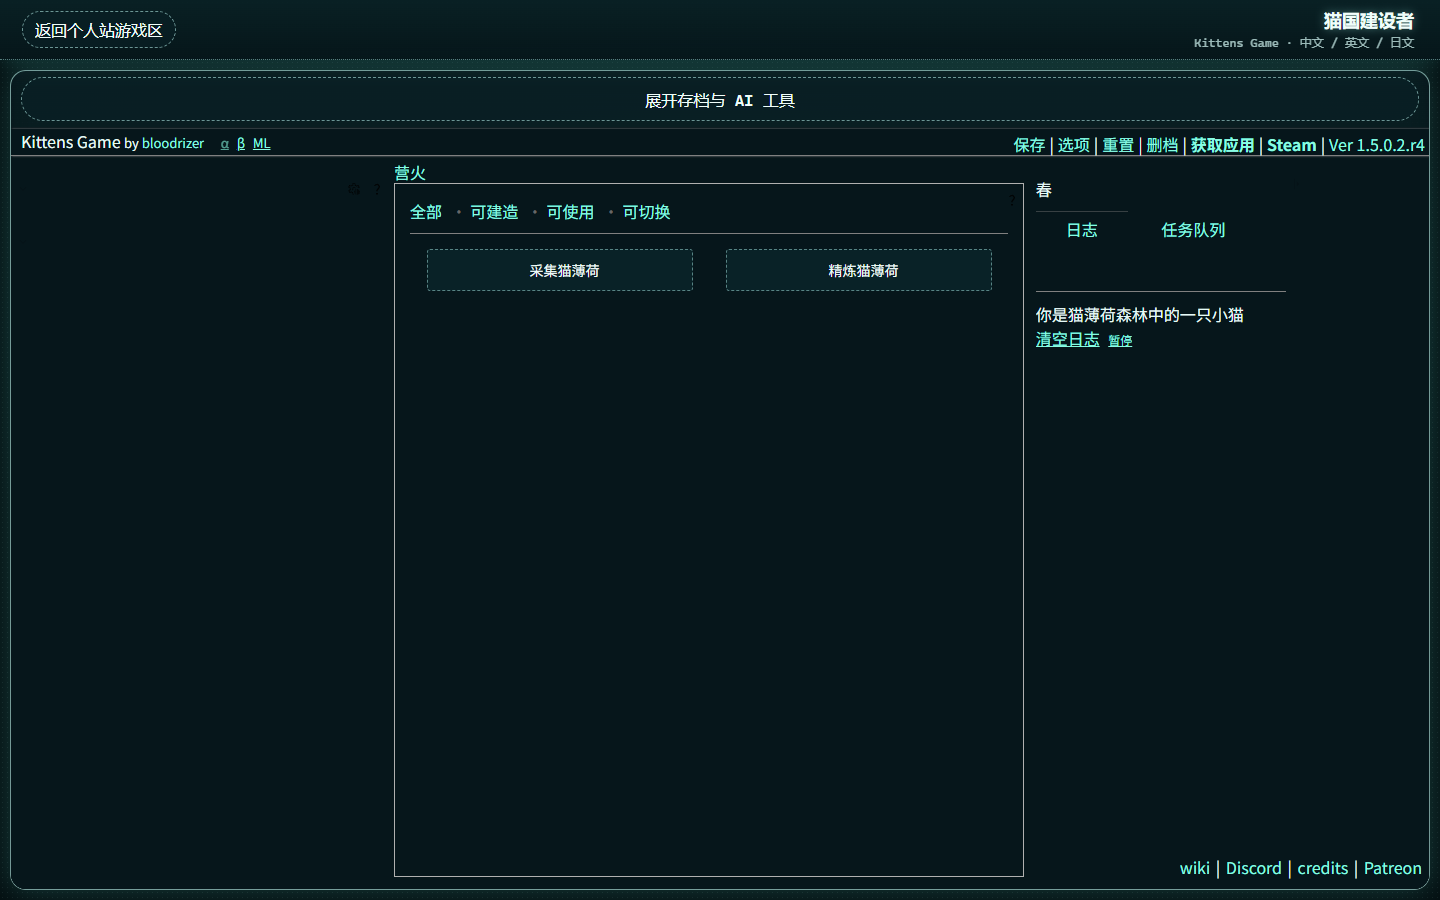 返回个人站游戏区
猫国建设者
Kittens Game · 中文 / 英文 / 日文
展开存档与 AI 工具
Kittens Game by bloodrizer α β ML
保存 | 选项 | 重置 | 删档 | 获取应用 | Steam | Ver 1.5.0.2.r4
营火
?
?
全部 • 可建造 • 可使用 • 可切换
采集猫薄荷
精炼猫薄荷
春
日志
任务队列
你是猫薄荷森林中的一只小猫
清空日志 暂停
wiki | Discord | credits | Patreon